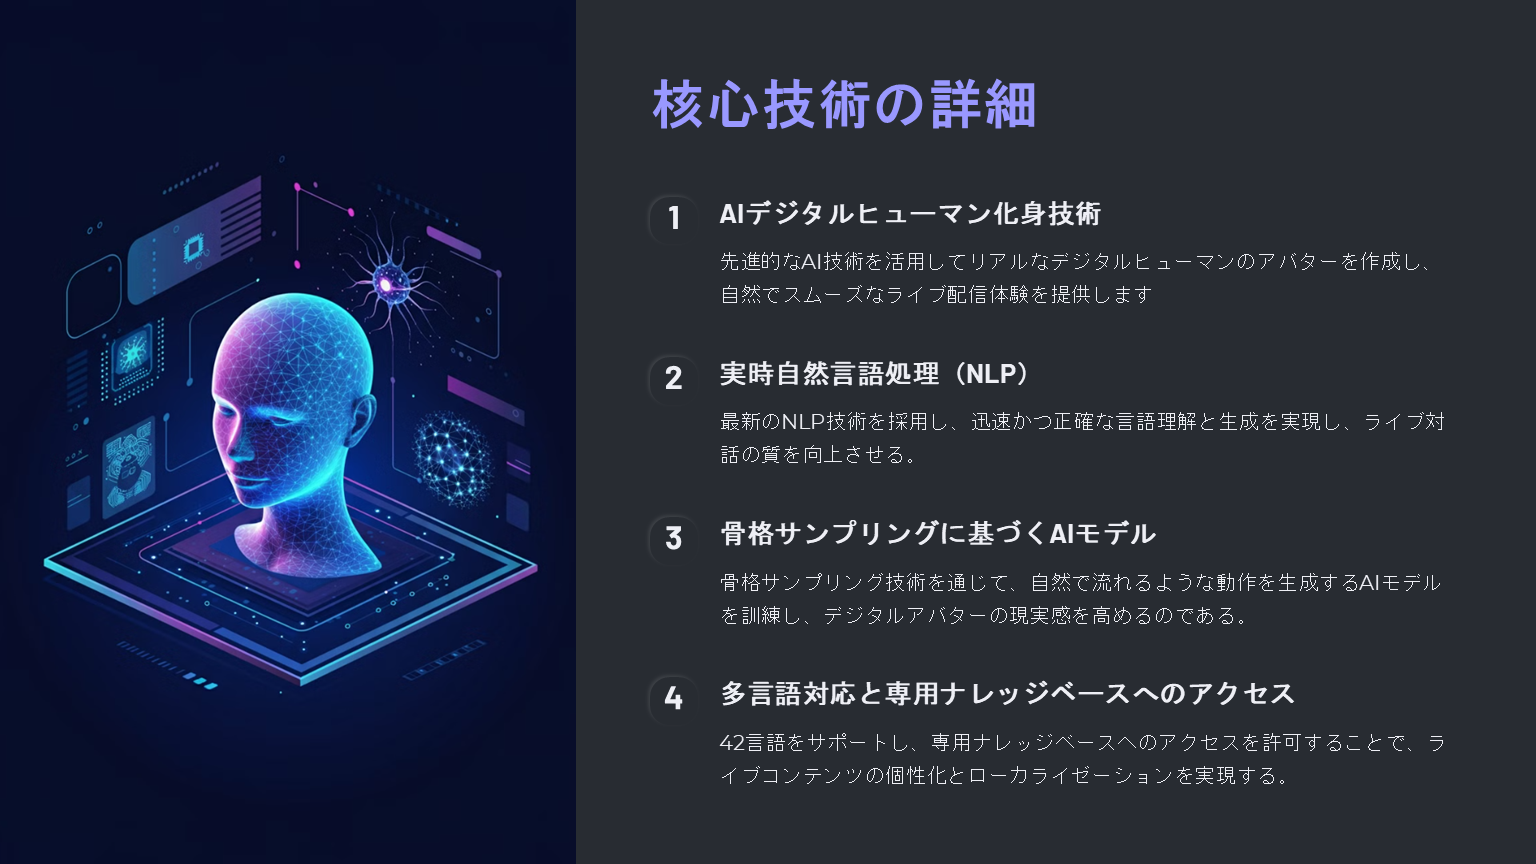 核心技術の詳細
1
AIデジタルヒューマン化身技術
先進的なAI技術を活用してリアルなデジタルヒューマンのアバターを作成し、
自然でスムーズなライブ配信体験を提供します
2
実時自然言語処理（NLP）
最新のNLP技術を採用し、迅速かつ正確な言語理解と生成を実現し、ライブ対
話の質を向上させる。
3
骨格サンプリングに基づくAIモデル
骨格サンプリング技術を通じて、自然で流れるような動作を生成するAIモデル
を訓練し、デジタルアバターの現実感を高めるのである。
4
多言語対応と専用ナレッジベースへのアクセス
42言語をサポートし、専用ナレッジベースへのアクセスを許可することで、ラ
イブコンテンツの個性化とローカライゼーションを実現する。